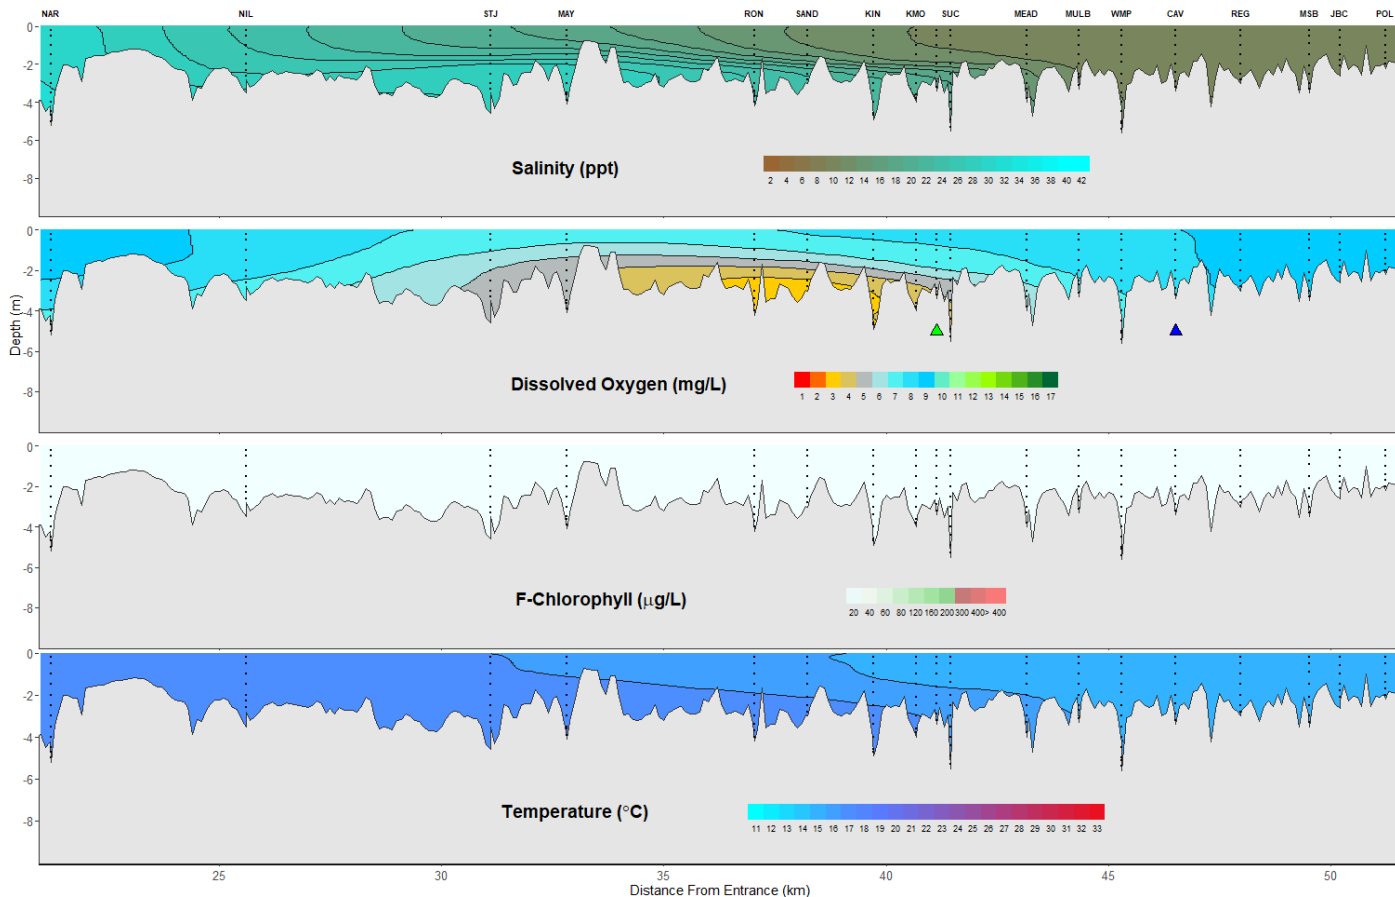 NAR NIL STJ MAY RON SAND KIN KMO SUC MEAD MULB WMP CAV REG MSB JBC POL
0
-2
-4
-6
-8
Salinity (ppt)
2 4 6 8 10 12 14 16 18 20 22 24 26 28 30 32 34 36 38 40 42
0
-2
-4
-6
-8
Dissolved Oxygen (mg/L)
1 2 3 4 5 6 7 8 9 10 11 12 13 14 15 16 17
Depth (m)
0
-2
-4
-6
-8
F-Chlorophyll (μg/L)
20 40 60 80 120 160 200 300 400 > 400
0
-2
-4
-6
-8
Temperature (°C)
11 12 13 14 15 16 17 18 19 20 21 22 23 24 25 26 27 28 29 30 31 32 33
25 30 35 40 45 50
Distance From Entrance (km)